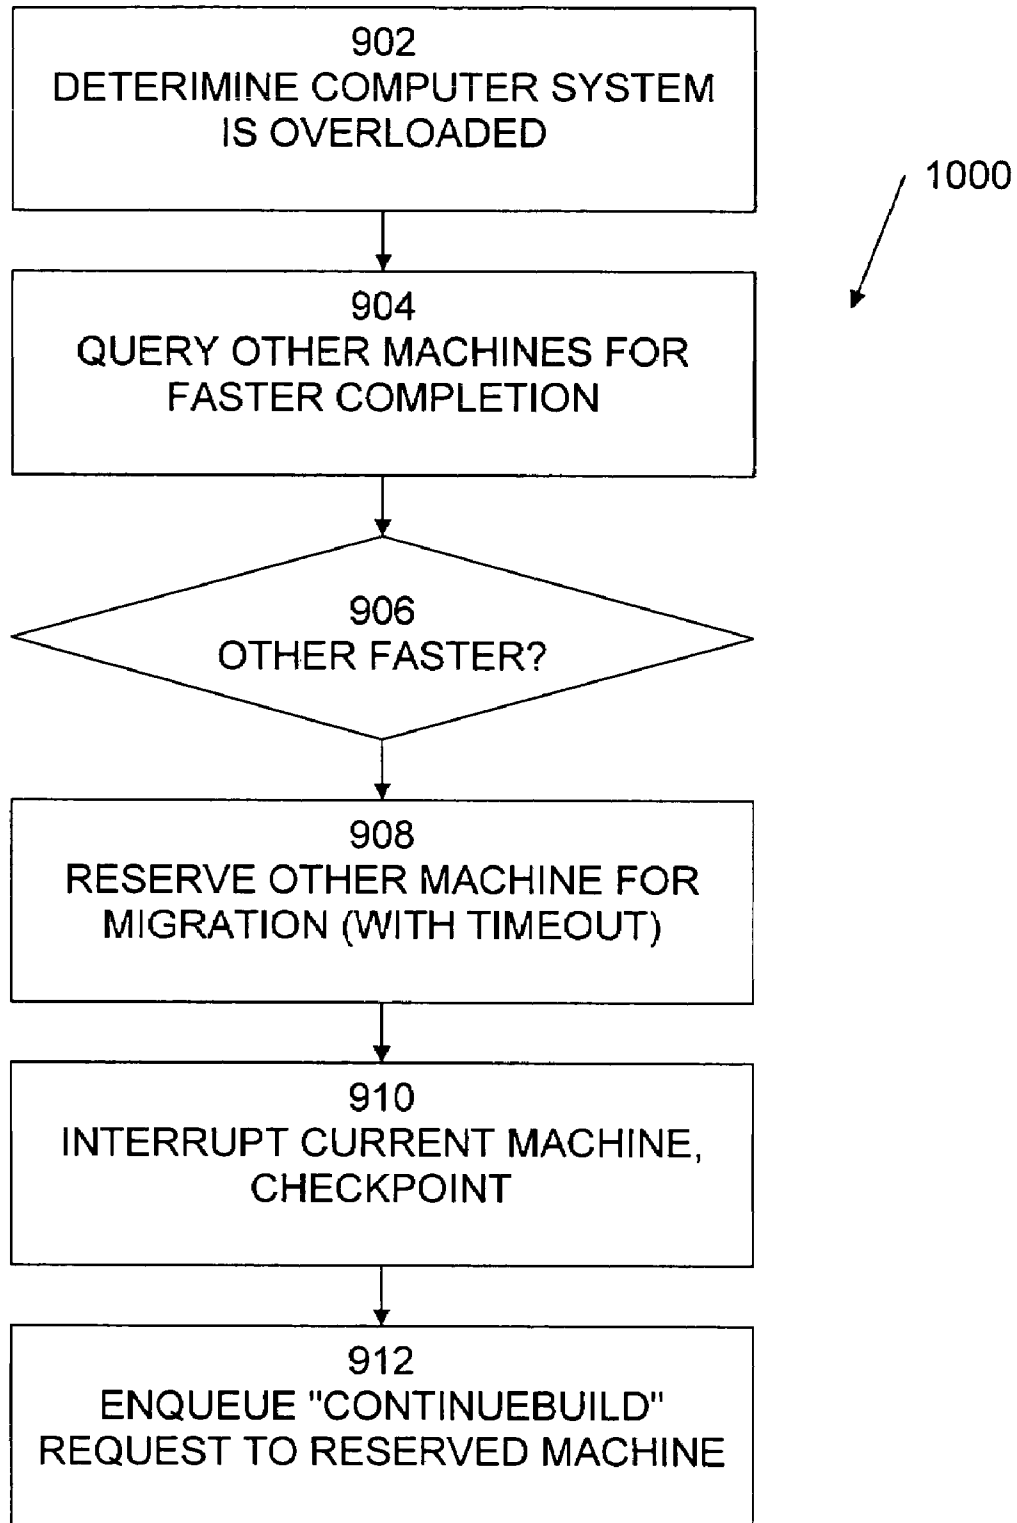 902
DETERIMINE COMPUTER SYSTEM
IS OVERLOADED
1000
904
QUERY OTHER MACHINES FOR
FASTER COMPLETION
906
OTHER FASTER?
908
RESERVE OTHER MACHINE FOR
MIGRATION (WITH TIMEOUT)
910
INTERRUPT CURRENT MACHINE,
CHECKPOINT
912
ENQUEUE "CONTINUEBUILD"
REQUEST TO RESERVED MACHINE